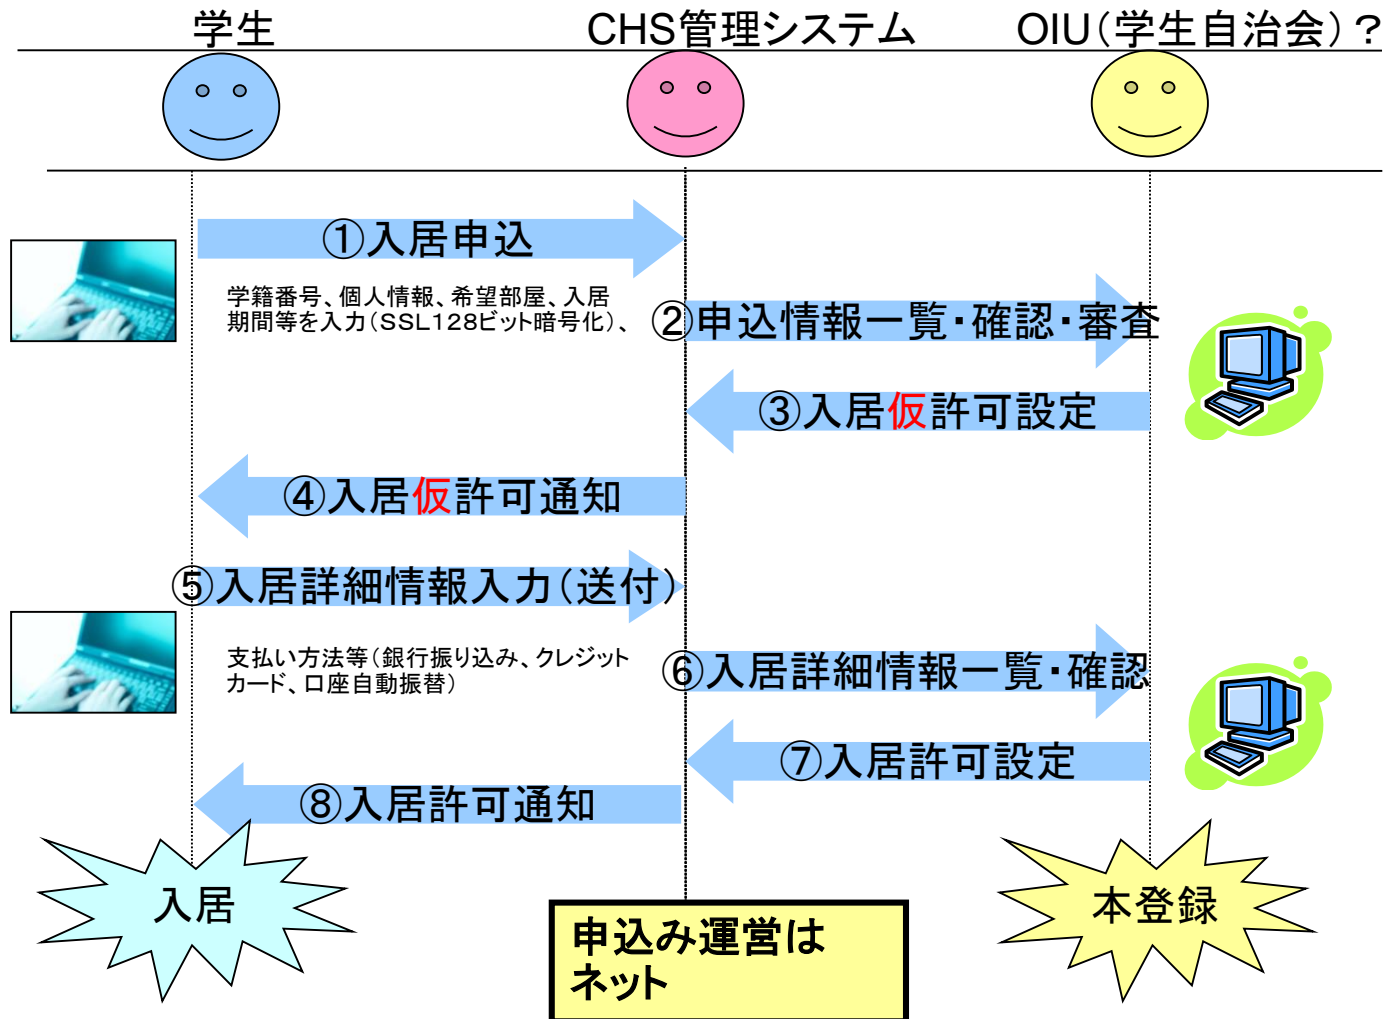 学生
CHS管理システム
OIU（学生自治会）？
①入居申込
学籍番号、個人情報、希望部屋、入居
期間等を入力（SSL128ビット暗号化）、
②申込情報一覧・確認・審査
③入居仮許可設定
④入居仮許可通知
⑤入居詳細情報入力（送付）
支払い方法等（銀行振り込み、クレジット
カード、口座自動振替）
⑥入居詳細情報一覧・確認
⑦入居許可設定
⑧入居許可通知
入居
本登録
申込み運営は
ネット